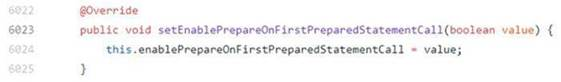 6022 @Override
6023 public void setEnablePrepareOnFirstPreparedStatementCall(boolean value) {
6024 this.enablePrepareOnFirstPreparedStatementCall = value;
6025 }